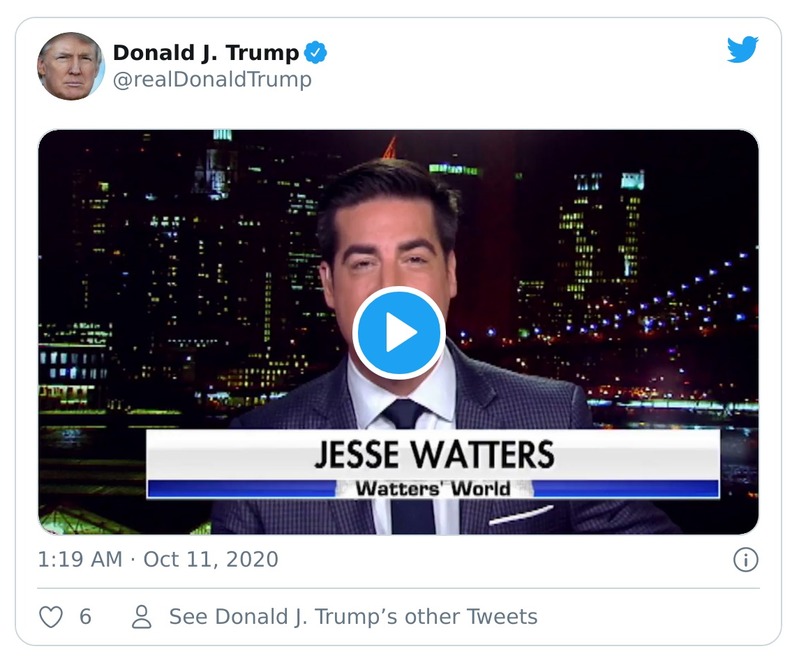 Donald J. Trump
@realDonaldTrump
JESSE WATTERS
Watters' World
1:19 AM · Oct 11, 2020
6 See Donald J. Trump’s other Tweets